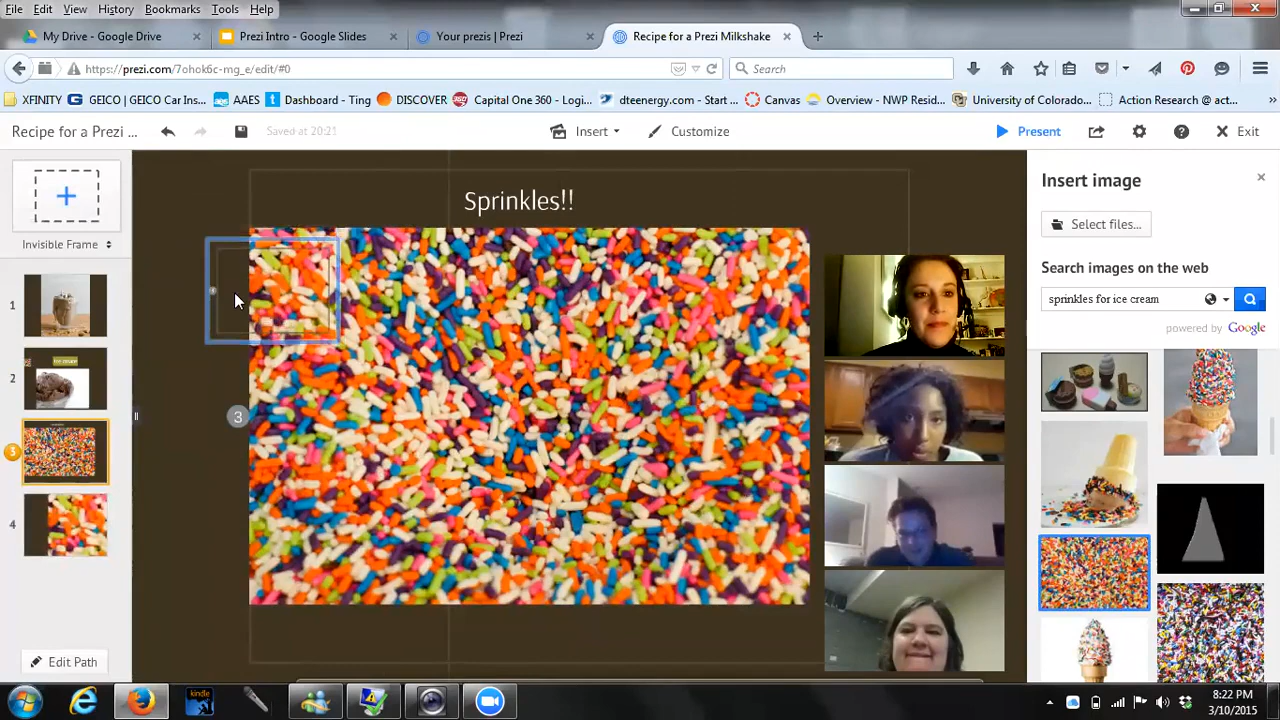 File Edit View History Bookmarks Tools Help
My Drive - Google Drive × Prezi Intro - Google Slides × Your prezis | Prezi × Recipe for a Prezi Milkshake × +
https://prezi.com/7ohok6c-mg_e/edit/#0 Search
XFINITY GEICO | GEICO Car Ins... AAES Dashboard - Ting DISCOVER Capital One 360 - Logi... dteenergy.com - Start ... Canvas Overview - NWP Resid... University of Colorado... Action Research @ act... »
Recipe for a Prezi ... Saved at 20:21 Insert Customize Present Exit
Invisible Frame
1
2
3
4
Edit Path
Sprinkles!!
3
Insert image ×
Select files...
Search images on the web
sprinkles for ice cream
powered by Google
kindle
8:22 PM
3/10/2015